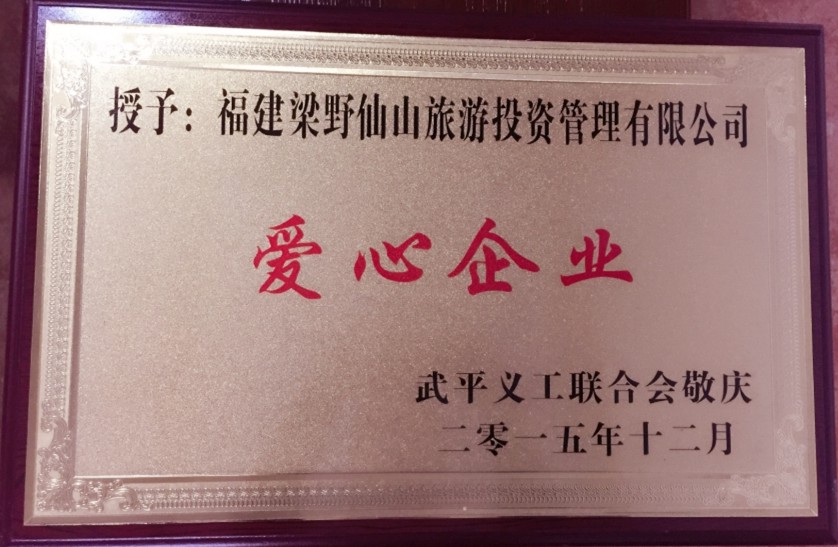 授予：福建梁野仙山旅游投资管理有限公司
爱心企业
武平义工联合会敬庆
二零一五年十二月